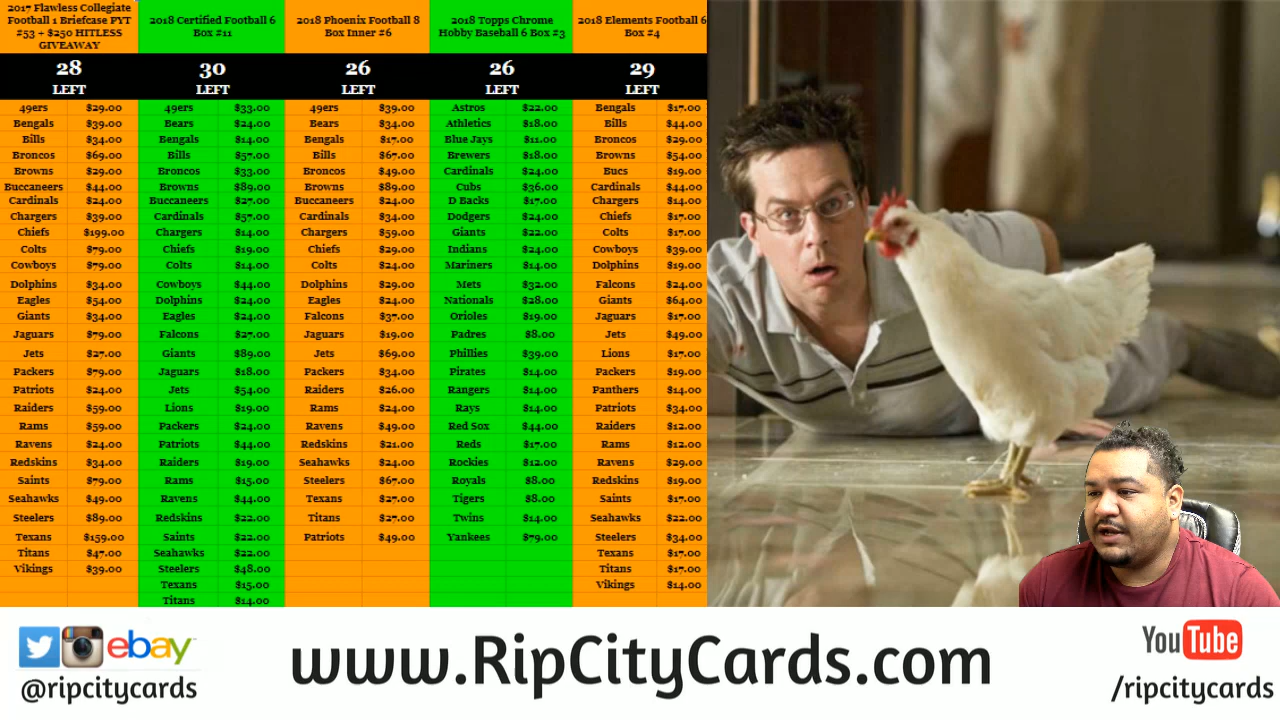 2017 Flawless Collegiate
Football 1 Briefcase PYT
#53 + $250 HITLESS
GIVEAWAY
28
LEFT
49ers $29.00
Bengals $39.00
Bills $34.00
Broncos $69.00
Browns $29.00
Buccaneers $44.00
Cardinals $24.00
Chargers $39.00
Chiefs $199.00
Colts $79.00
Cowboys $79.00
Dolphins $34.00
Eagles $54.00
Giants $34.00
Jaguars $79.00
Jets $27.00
Packers $79.00
Patriots $24.00
Raiders $59.00
Rams $59.00
Ravens $24.00
Redskins $34.00
Saints $79.00
Seahawks $49.00
Steelers $89.00
Texans $159.00
Titans $47.00
Vikings $39.00
2018 Certified Football 6
Box #11
30
LEFT
49ers $33.00
Bears $24.00
Bengals $14.00
Bills $57.00
Broncos $33.00
Browns $89.00
Buccaneers $27.00
Cardinals $57.00
Chargers $14.00
Chiefs $19.00
Colts $14.00
Cowboys $44.00
Dolphins $24.00
Eagles $24.00
Falcons $27.00
Giants $89.00
Jaguars $18.00
Jets $54.00
Lions $19.00
Packers $24.00
Patriots $44.00
Raiders $19.00
Rams $15.00
Ravens $44.00
Redskins $22.00
Saints $22.00
Seahawks $22.00
Steelers $48.00
Texans $15.00
Titans $14.00
2018 Phoenix Football 8
Box Inner #6
26
LEFT
49ers $39.00
Bears $34.00
Bengals $17.00
Bills $67.00
Broncos $49.00
Browns $89.00
Buccaneers $24.00
Cardinals $34.00
Chargers $59.00
Chiefs $29.00
Colts $24.00
Dolphins $29.00
Eagles $24.00
Falcons $37.00
Jaguars $19.00
Jets $69.00
Packers $34.00
Raiders $26.00
Rams $24.00
Ravens $49.00
Redskins $21.00
Seahawks $24.00
Steelers $67.00
Texans $27.00
Titans $27.00
Patriots $49.00
2018 Topps Chrome
Hobby Baseball 6 Box #3
26
LEFT
Astros $22.00
Athletics $18.00
Blue Jays $11.00
Brewers $18.00
Cardinals $24.00
Cubs $36.00
D Backs $17.00
Dodgers $24.00
Giants $22.00
Indians $24.00
Mariners $14.00
Mets $32.00
Nationals $28.00
Orioles $19.00
Padres $8.00
Phillies $39.00
Pirates $14.00
Rangers $14.00
Rays $14.00
Red Sox $44.00
Reds $17.00
Rockies $12.00
Royals $8.00
Tigers $8.00
Twins $14.00
Yankees $79.00
2018 Elements Football 6
Box #4
29
LEFT
Bengals $17.00
Bills $44.00
Broncos $29.00
Browns $54.00
Bucs $19.00
Cardinals $44.00
Chargers $14.00
Chiefs $17.00
Colts $17.00
Cowboys $39.00
Dolphins $19.00
Falcons $24.00
Giants $64.00
Jaguars $17.00
Jets $49.00
Lions $17.00
Packers $19.00
Panthers $14.00
Patriots $34.00
Raiders $12.00
Rams $12.00
Ravens $29.00
Redskins $19.00
Saints $17.00
Seahawks $22.00
Steelers $34.00
Texans $17.00
Titans $17.00
Vikings $14.00
ebay
@ripcitycards
www.RipCityCards.com
YouTube
/ripcitycards